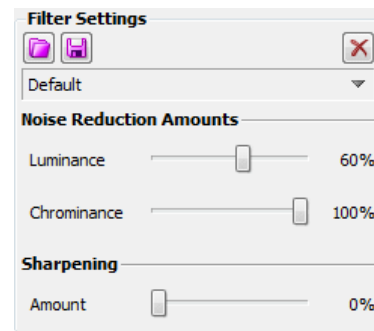 Filter Settings
Default
Noise Reduction Amounts
Luminance 60%
Chrominance 100%
Sharpening
Amount 0%